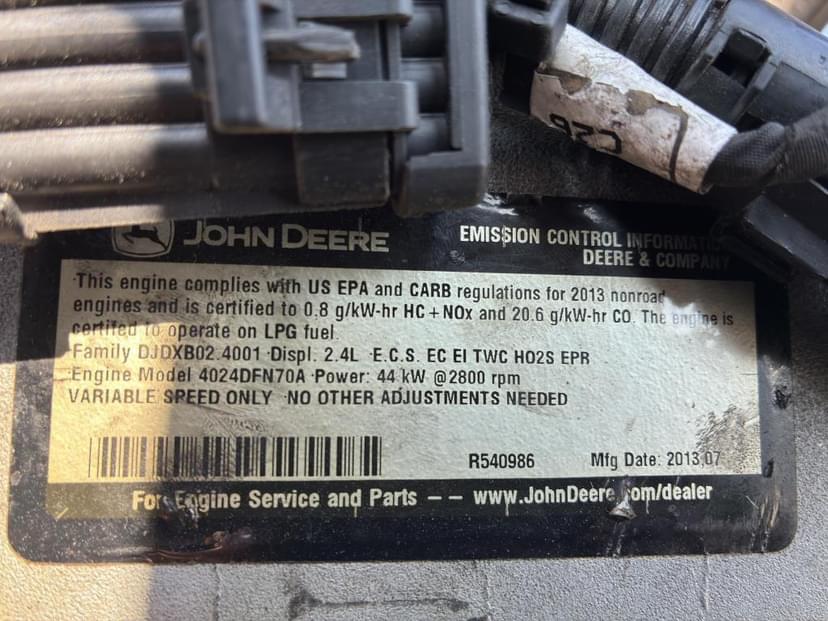 C26
JOHN DEERE
EMISSION CONTROL INFORMATION
DEERE & COMPANY
This engine complies with US EPA and CARB regulations for 2013 nonroad
engines and is certified to 0.8 g/kW-hr HC + NOx and 20.6 g/kW-hr CO. The engine is
certifed to operate on LPG fuel.
Family DJDXB02.4001 Displ. 2.4L E.C.S. EC EI TWC HO2S EPR
Engine Model 4024DFN70A Power: 44 kW @2800 rpm
VARIABLE SPEED ONLY NO OTHER ADJUSTMENTS NEEDED
R540986 Mfg Date: 2013,07
For Engine Service and Parts -- www.JohnDeere.com/dealer